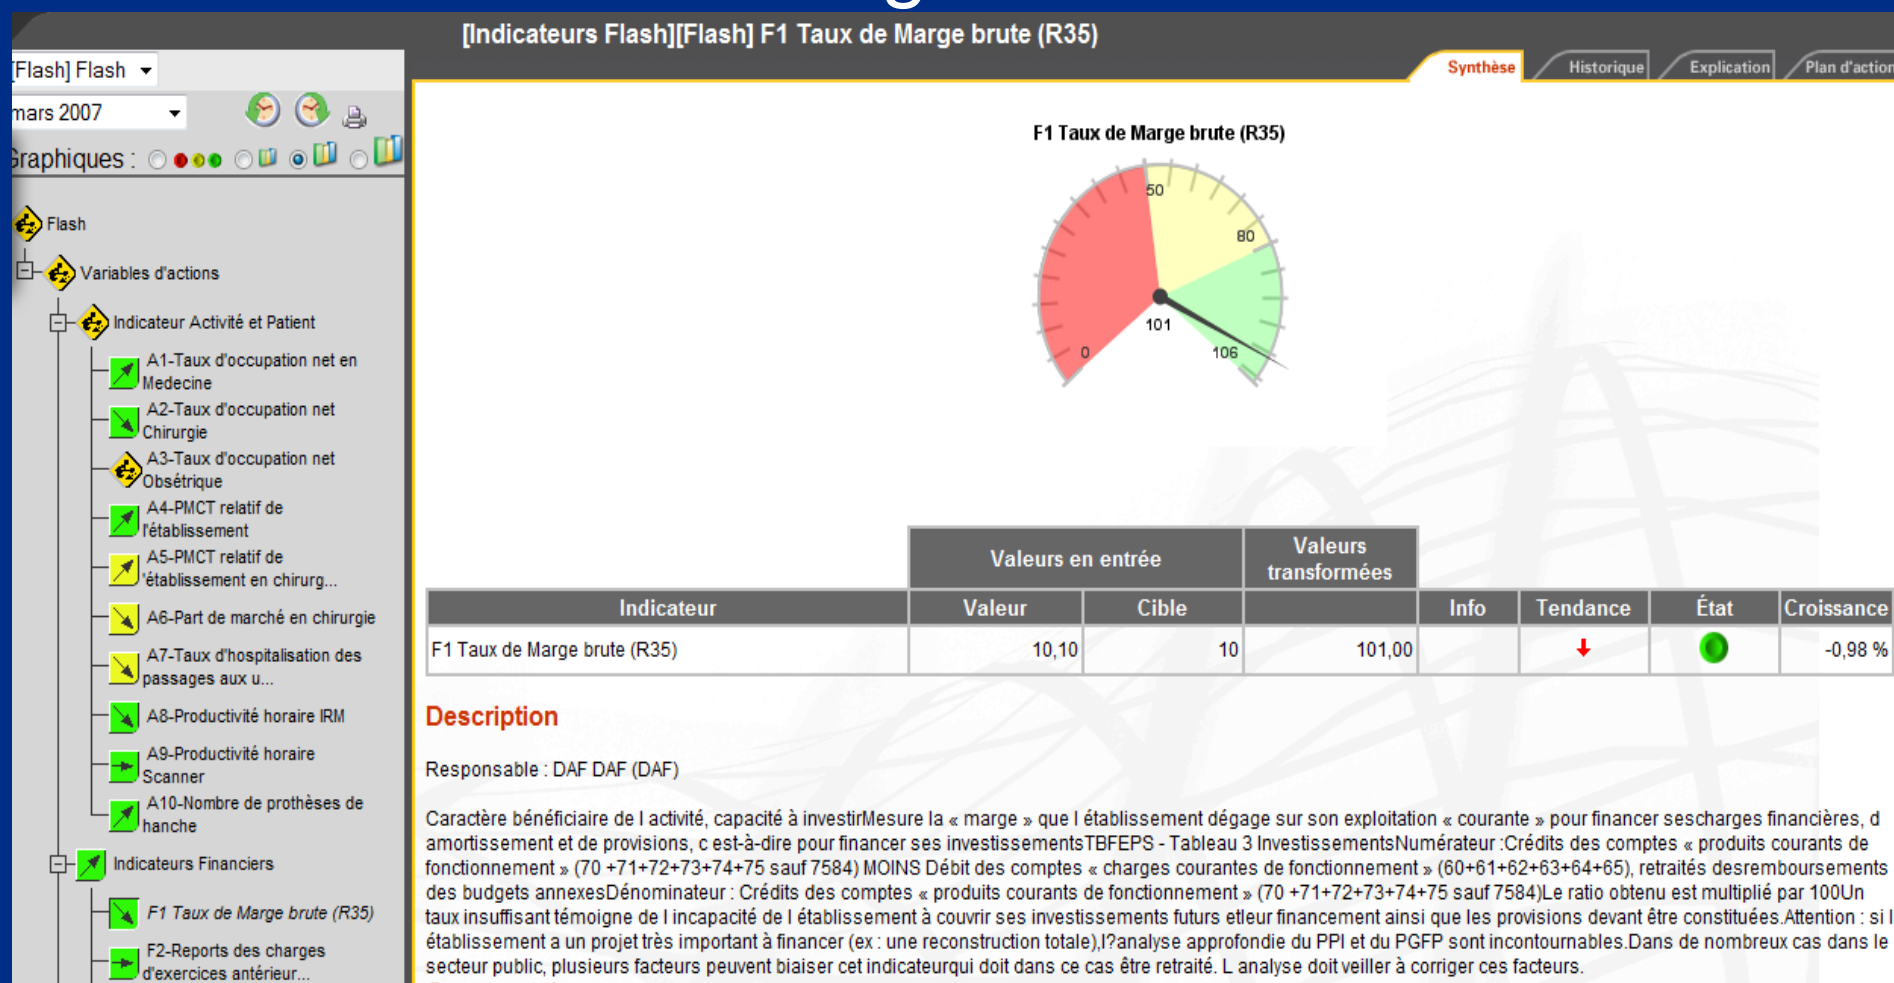 [Indicateurs Flash][Flash] F1 Taux de Marge brute (R35)
Synthèse
Historique
Explication
Plan d'action
[Flash] Flash
mars 2007
Graphiques :
Flash
Variables d'actions
Indicateur Activité et Patient
A1-Taux d'occupation net en
Medecine
A2-Taux d'occupation net
Chirurgie
A3-Taux d'occupation net
Obsétrique
A4-PMCT relatif de
l'établissement
A5-PMCT relatif de
'établissement en chirurg...
A6-Part de marché en chirurgie
A7-Taux d'hospitalisation des
passages aux u...
A8-Productivité horaire IRM
A9-Productivité horaire
Scanner
A10-Nombre de prothèses de
hanche
Indicateurs Financiers
F1 Taux de Marge brute (R35)
F2-Reports des charges
d'exercices antérieur...
F1 Taux de Marge brute (R35)
50
80
101
0
106
Valeurs en entrée
Valeurs
transformées
Indicateur Valeur Cible Info Tendance État Croissance
F1 Taux de Marge brute (R35) 10,10 10 101,00 -0,98 %
Description
Responsable : DAF DAF (DAF)
Caractère bénéficiaire de l activité, capacité à investirMesure la « marge » que l établissement dégage sur son exploitation « courante » pour financer sescharges financières, d
amortissement et de provisions, c est-à-dire pour financer ses investissementsTBFEPS - Tableau 3 InvestissementsNumérateur :Crédits des comptes « produits courants de
fonctionnement » (70 +71+72+73+74+75 sauf 7584) MOINS Débit des comptes « charges courantes de fonctionnement » (60+61+62+63+64+65), retraités desremboursements
des budgets annexesDénominateur : Crédits des comptes « produits courants de fonctionnement » (70 +71+72+73+74+75 sauf 7584)Le ratio obtenu est multiplié par 100Un
taux insuffisant témoigne de l incapacité de l établissement à couvrir ses investissements futurs etleur financement ainsi que les provisions devant être constituées.Attention : si l
établissement a un projet très important à financer (ex : une reconstruction totale),l?analyse approfondie du PPI et du PGFP sont incontournables.Dans de nombreux cas dans le
secteur public, plusieurs facteurs peuvent biaiser cet indicateurqui doit dans ce cas être retraité. L analyse doit veiller à corriger ces facteurs.